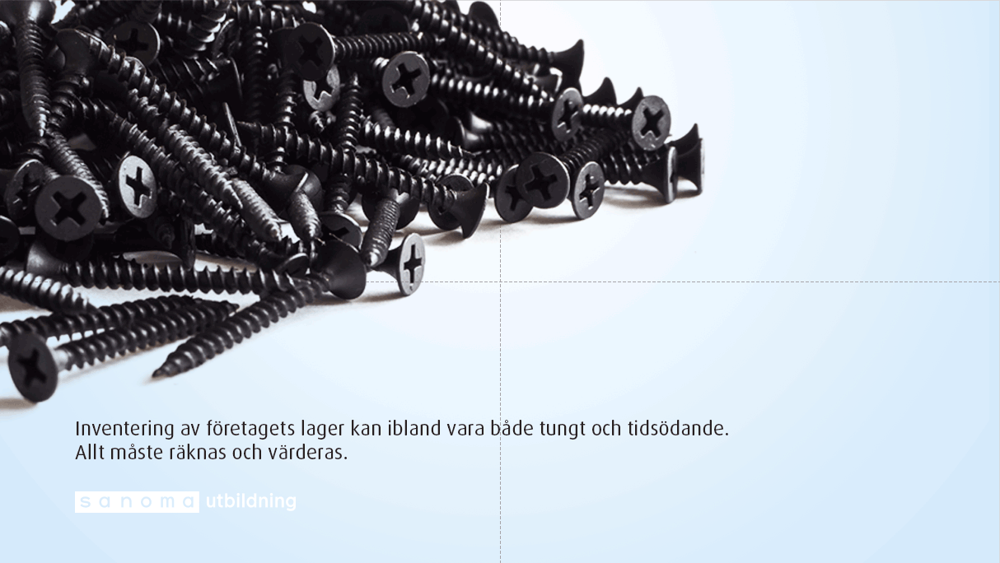 Inventering av företagets lager kan ibland vara både tungt och tidsödande.
Allt måste räknas och värderas.
sanoma utbildning